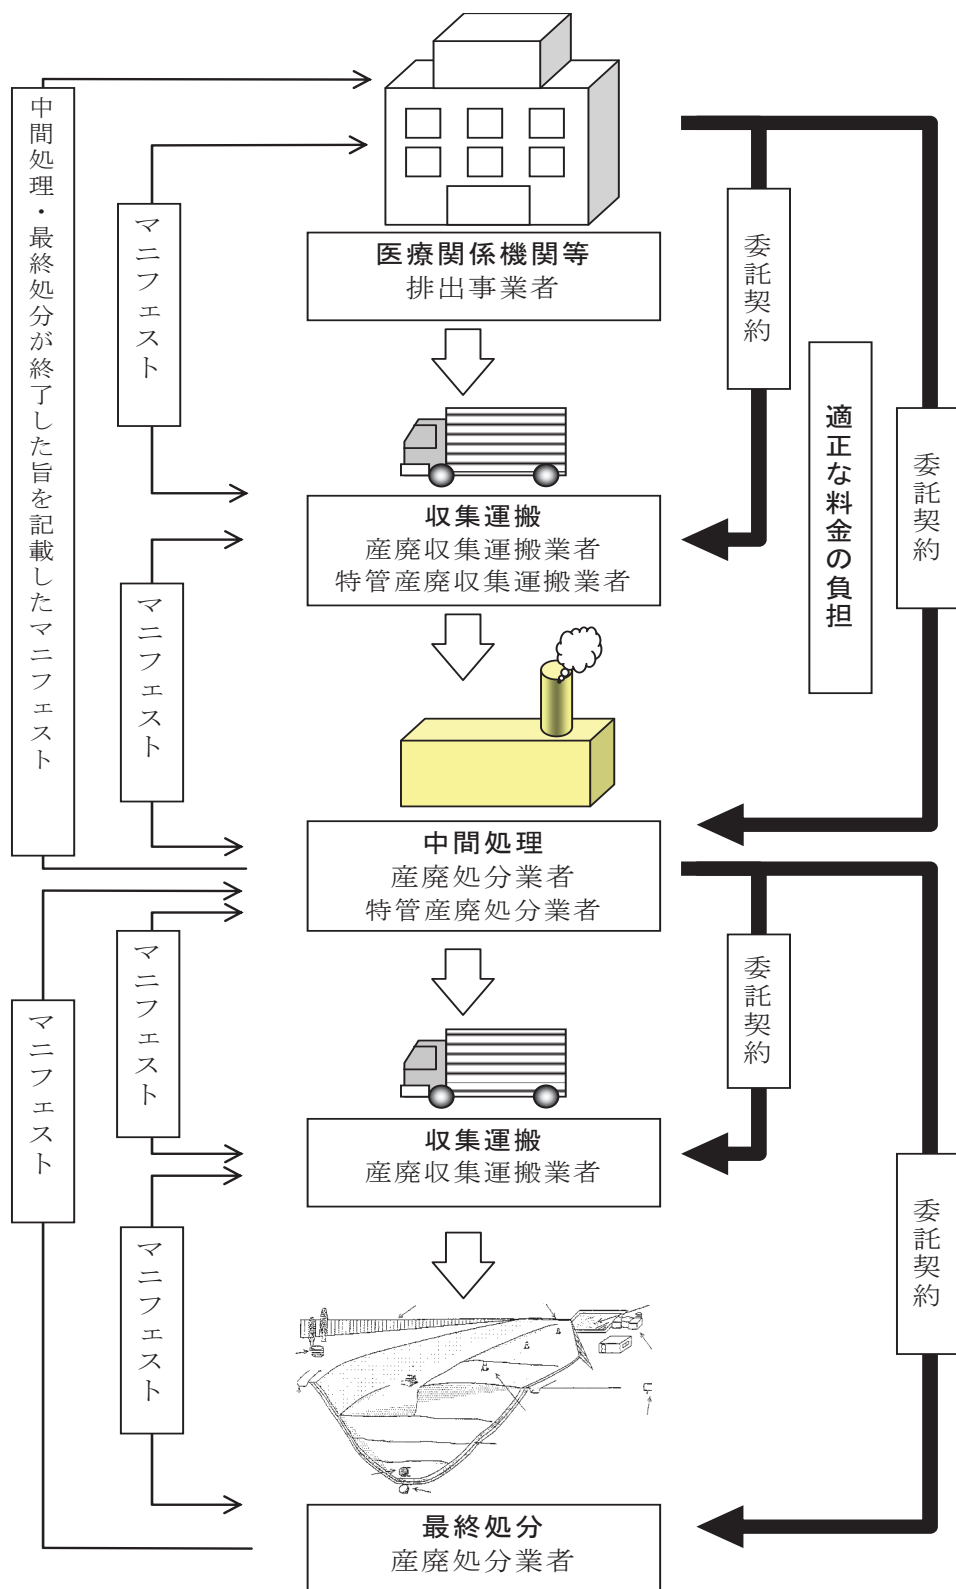 中間処理・最終処分が終了した旨を記載したマニフェスト
マニフェスト
医療関係機関等
排出事業者
委託契約
適正な料金の負担
委託契約
収集運搬
産廃収集運搬業者
特管産廃収集運搬業者
マニフェスト
中間処理
産廃処分業者
特管産廃処分業者
マニフェスト
マニフェスト
委託契約
収集運搬
産廃収集運搬業者
委託契約
マニフェスト
最終処分
産廃処分業者